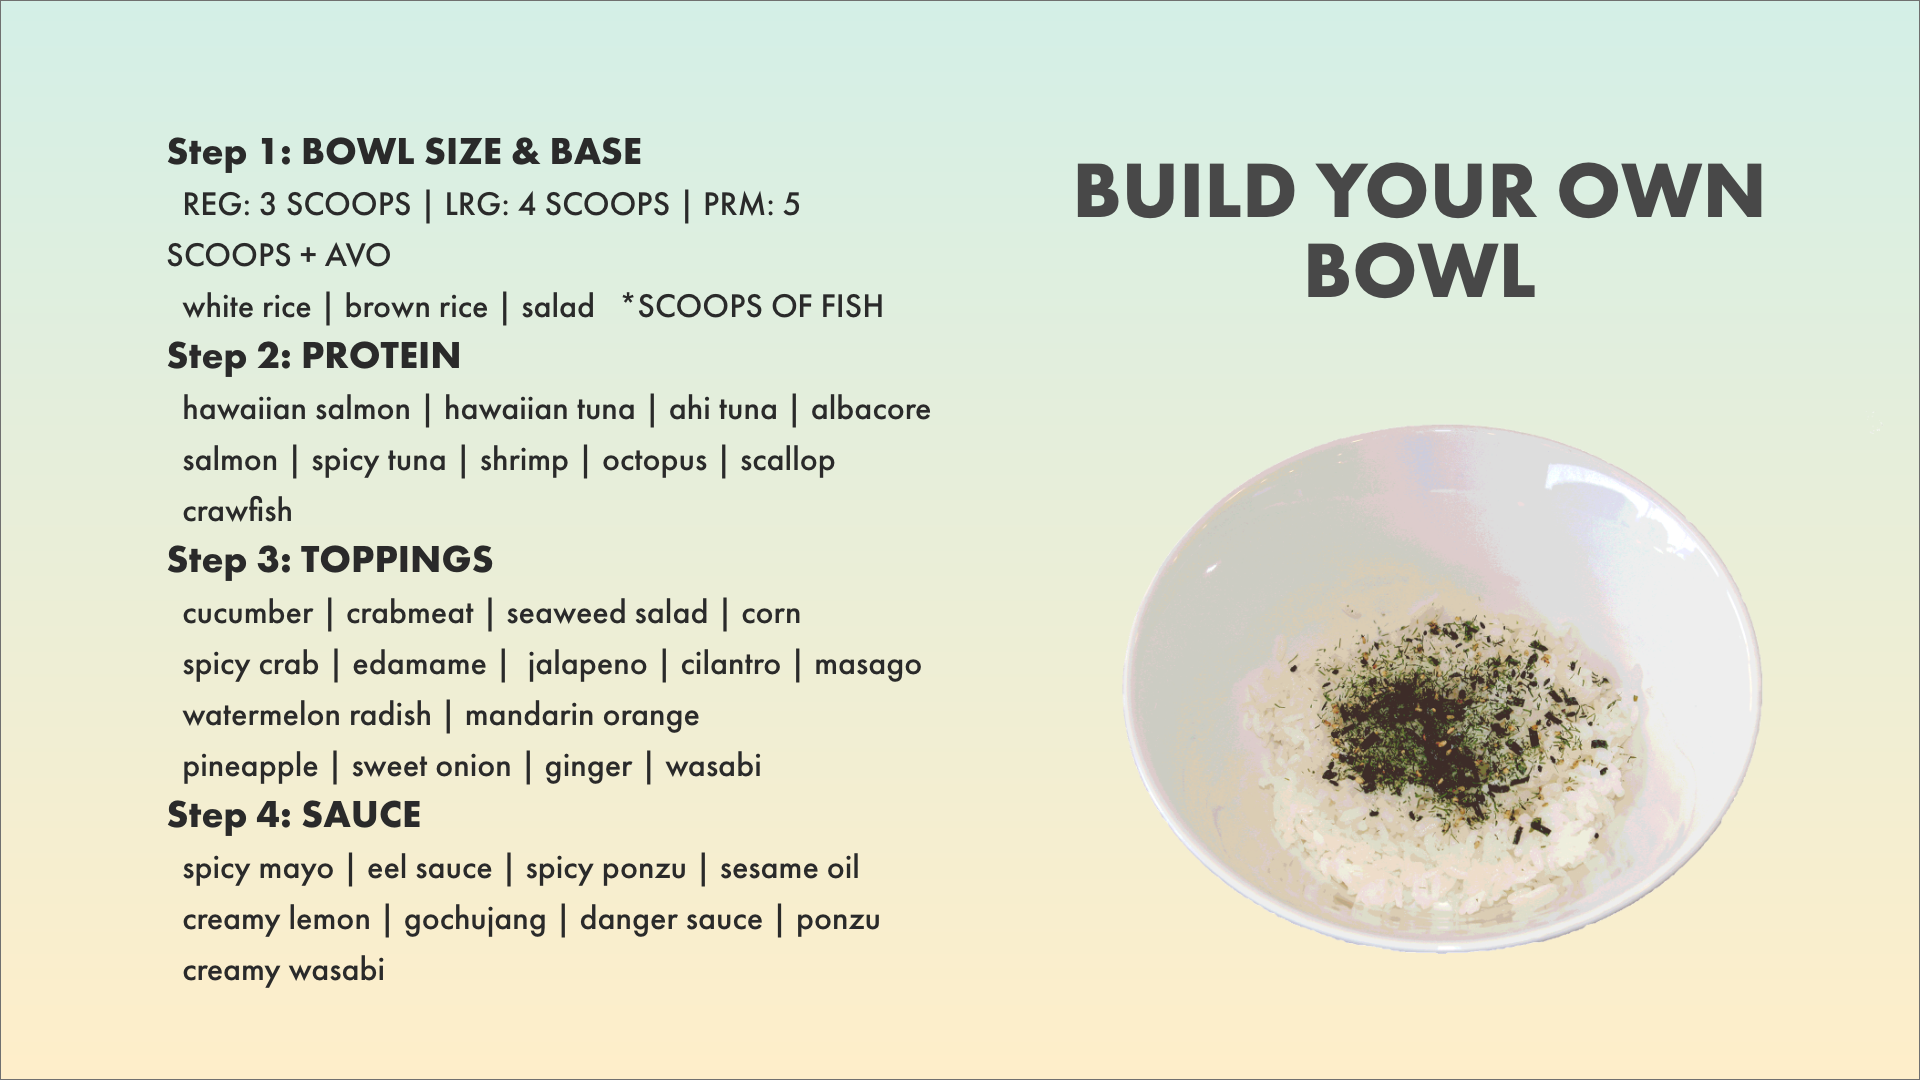 Step 1: BOWL SIZE & BASE
REG: 3 SCOOPS | LRG: 4 SCOOPS | PRM: 5
SCOOPS + AVO
white rice | brown rice | salad *SCOOPS OF FISH
Step 2: PROTEIN
hawaiian salmon | hawaiian tuna | ahi tuna | albacore
salmon | spicy tuna | shrimp | octopus | scallop
crawfish
Step 3: TOPPINGS
cucumber | crabmeat | seaweed salad | corn
spicy crab | edamame | jalapeno | cilantro | masago
watermelon radish | mandarin orange
pineapple | sweet onion | ginger | wasabi
Step 4: SAUCE
spicy mayo | eel sauce | spicy ponzu | sesame oil
creamy lemon | gochujang | danger sauce | ponzu
creamy wasabi
BUILD YOUR OWN
BOWL